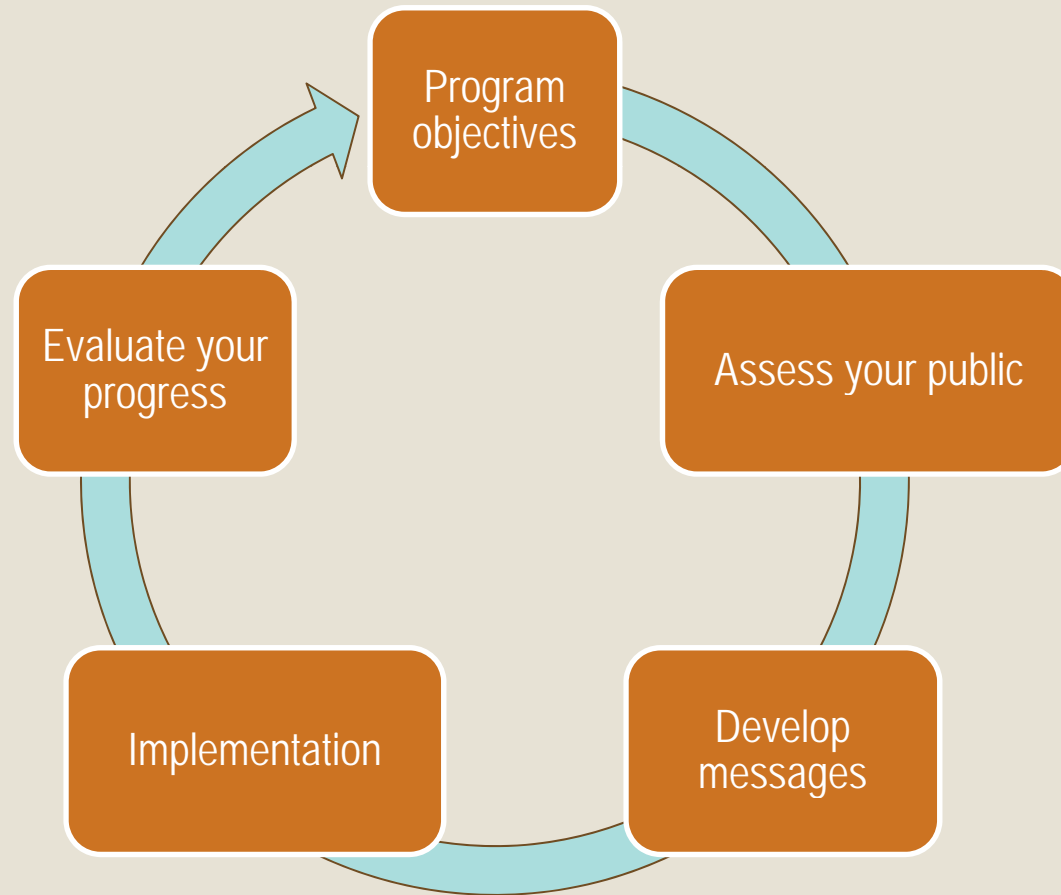 Program
objectives
Assess your public
Develop
messages
Implementation
Evaluate your
progress